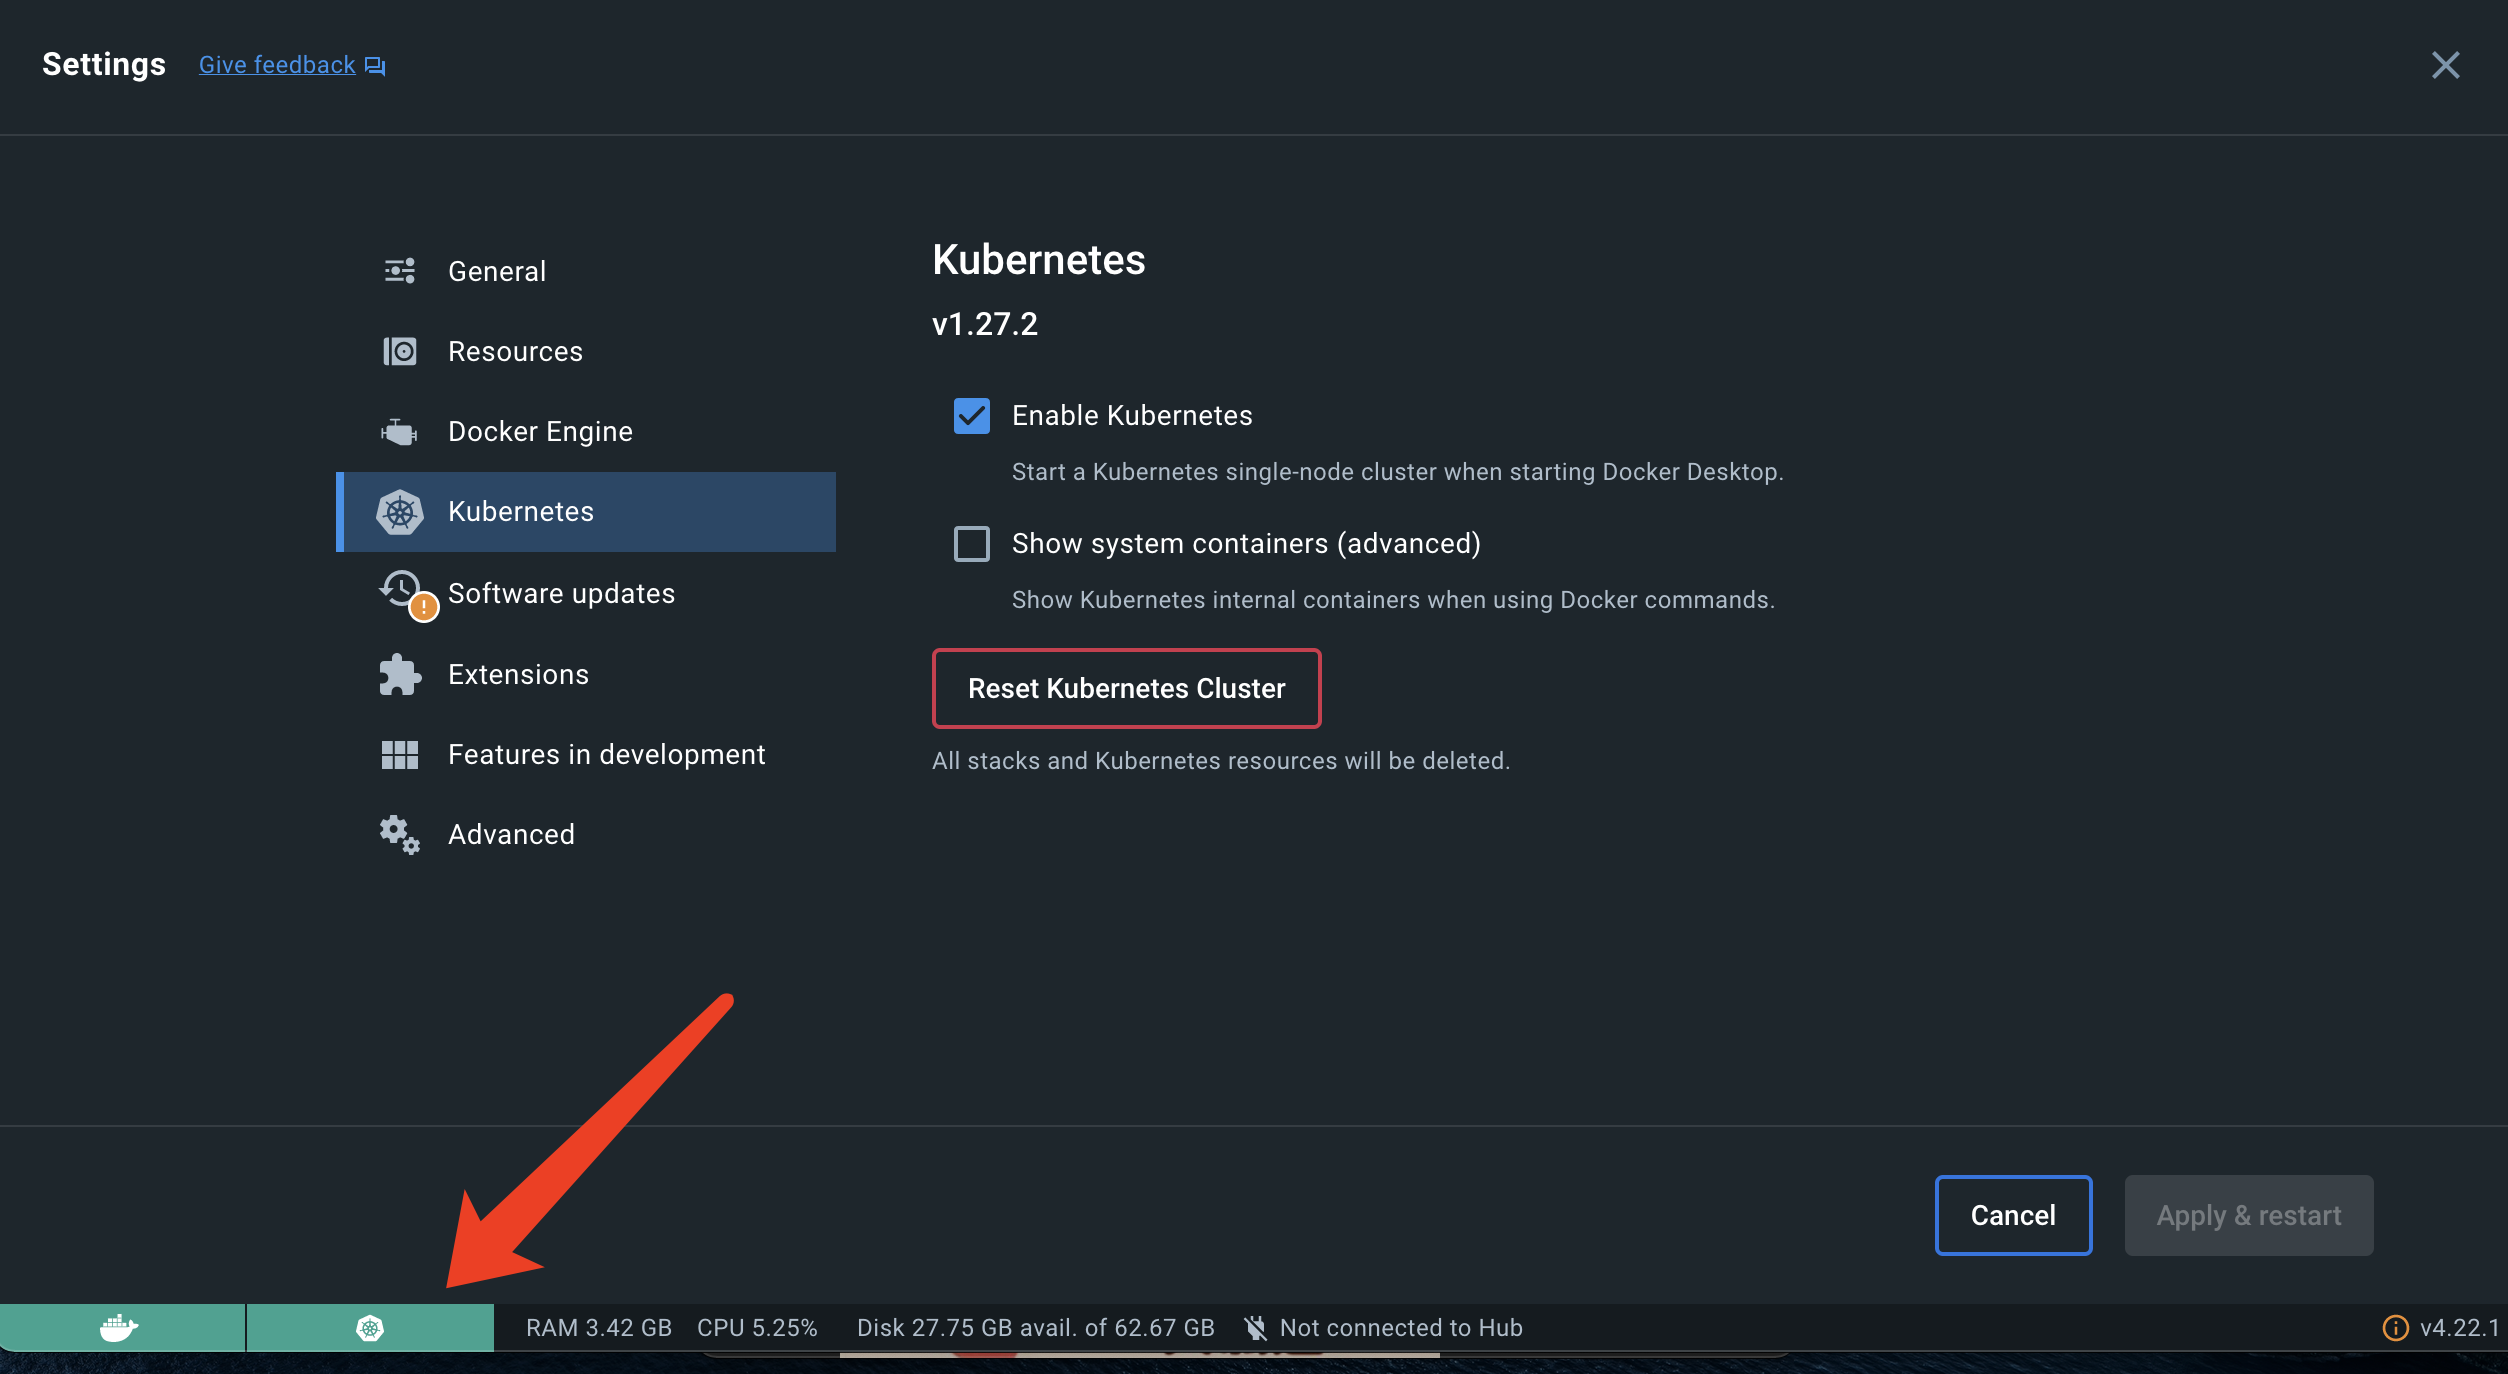 Settings Give feedback
General
Resources
Docker Engine
Kubernetes
Software updates
Extensions
Features in development
Advanced
Kubernetes
v1.27.2
Enable Kubernetes
Start a Kubernetes single-node cluster when starting Docker Desktop.
Show system containers (advanced)
Show Kubernetes internal containers when using Docker commands.
Reset Kubernetes Cluster
All stacks and Kubernetes resources will be deleted.
Cancel Apply & restart
RAM 3.42 GB CPU 5.25% Disk 27.75 GB avail. of 62.67 GB Not connected to Hub v4.22.1